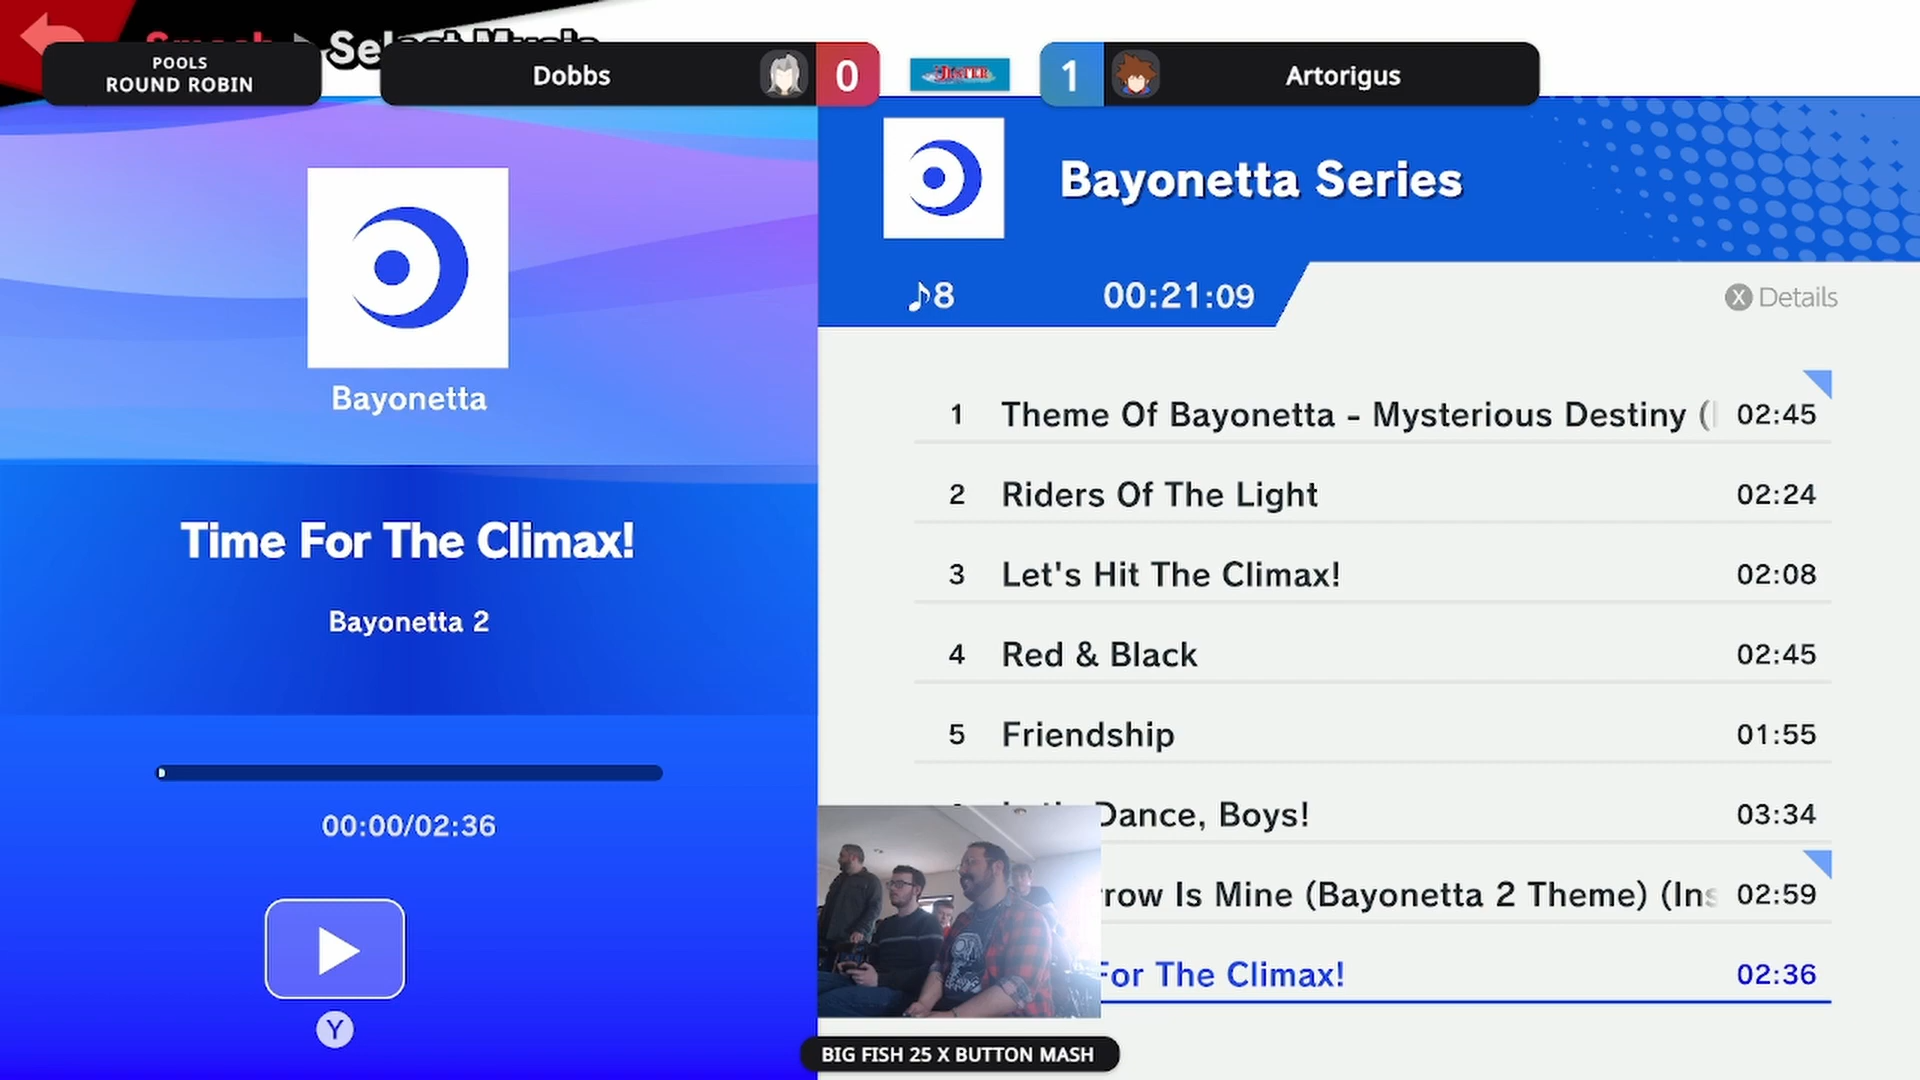 POOLS
ROUND ROBIN
Dobbs
0
1
Artorigus
Bayonetta
Time For The Climax!
Bayonetta 2
00:00/02:36
Y
Bayonetta Series
♪8
00:21:09
X Details
1 Theme Of Bayonetta - Mysterious Destiny ( 02:45
2 Riders Of The Light 02:24
3 Let's Hit The Climax! 02:08
4 Red & Black 02:45
5 Friendship 01:55
Dance, Boys! 03:34
rrow Is Mine (Bayonetta 2 Theme) (Ins 02:59
For The Climax! 02:36
BIG FISH 25 X BUTTON MASH